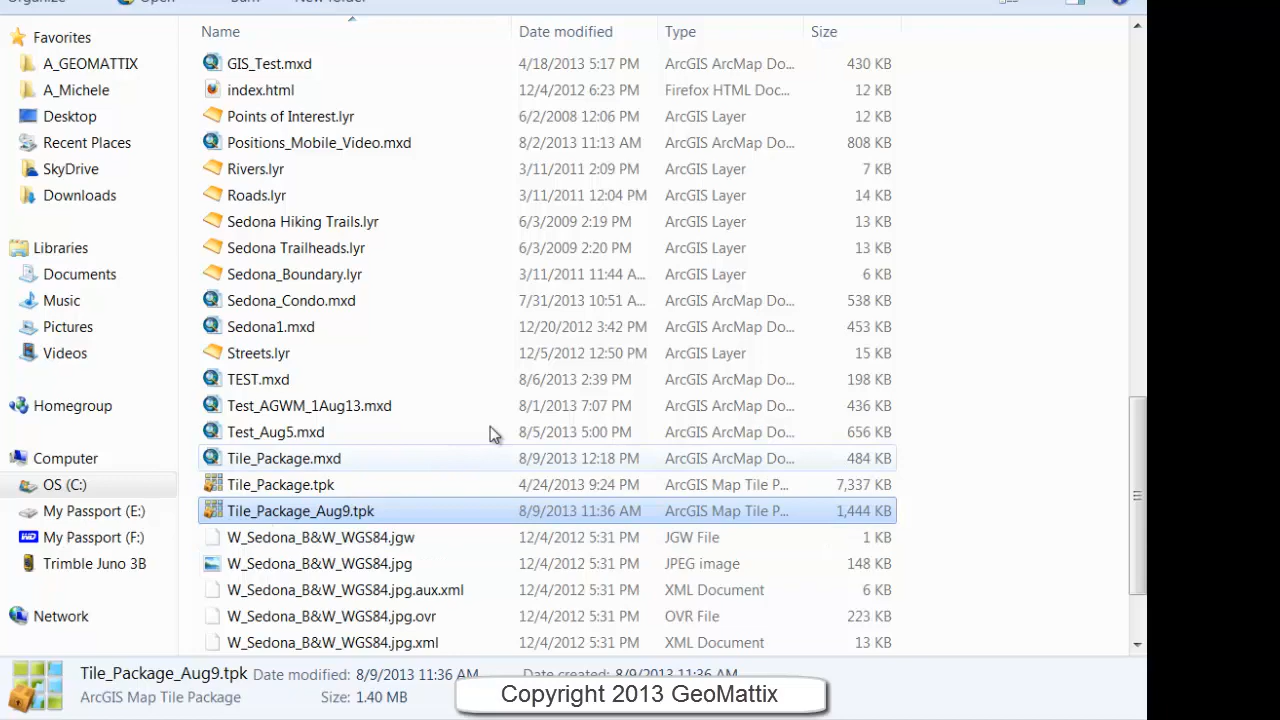 Organize Open Burn New folder
Name Date modified Type Size
Favorites
A_GEOMATTIX
A_Michele
Desktop
Recent Places
SkyDrive
Downloads
Libraries
Documents
Music
Pictures
Videos
Homegroup
Computer
OS (C:)
My Passport (E:)
My Passport (F:)
Trimble Juno 3B
Network
GIS_Test.mxd 4/18/2013 5:17 PM ArcGIS ArcMap Do... 430 KB
index.html 12/4/2012 6:23 PM Firefox HTML Doc... 12 KB
Points of Interest.lyr 6/2/2008 12:06 PM ArcGIS Layer 12 KB
Positions_Mobile_Video.mxd 8/2/2013 11:13 AM ArcGIS ArcMap Do... 808 KB
Rivers.lyr 3/11/2011 2:09 PM ArcGIS Layer 7 KB
Roads.lyr 3/11/2011 12:04 PM ArcGIS Layer 14 KB
Sedona Hiking Trails.lyr 6/3/2009 2:19 PM ArcGIS Layer 13 KB
Sedona Trailheads.lyr 6/3/2009 2:20 PM ArcGIS Layer 13 KB
Sedona_Boundary.lyr 3/11/2011 11:44 A... ArcGIS Layer 6 KB
Sedona_Condo.mxd 7/31/2013 10:51 A... ArcGIS ArcMap Do... 538 KB
Sedona1.mxd 12/20/2012 3:42 PM ArcGIS ArcMap Do... 453 KB
Streets.lyr 12/5/2012 12:50 PM ArcGIS Layer 15 KB
TEST.mxd 8/6/2013 2:39 PM ArcGIS ArcMap Do... 198 KB
Test_AGWM_1Aug13.mxd 8/1/2013 7:07 PM ArcGIS ArcMap Do... 436 KB
Test_Aug5.mxd 8/5/2013 5:00 PM ArcGIS ArcMap Do... 656 KB
Tile_Package.mxd 8/9/2013 12:18 PM ArcGIS ArcMap Do... 484 KB
Tile_Package.tpk 4/24/2013 9:24 PM ArcGIS Map Tile P... 7,337 KB
Tile_Package_Aug9.tpk 8/9/2013 11:36 AM ArcGIS Map Tile P... 1,444 KB
W_Sedona_B&W_WGS84.jgw 12/4/2012 5:31 PM JGW File 1 KB
W_Sedona_B&W_WGS84.jpg 12/4/2012 5:31 PM JPEG image 148 KB
W_Sedona_B&W_WGS84.jpg.aux.xml 12/4/2012 5:31 PM XML Document 6 KB
W_Sedona_B&W_WGS84.jpg.ovr 12/4/2012 5:31 PM OVR File 223 KB
W_Sedona_B&W_WGS84.jpg.xml 12/4/2012 5:31 PM XML Document 13 KB
Tile_Package_Aug9.tpk Date modified: 8/9/2013 11:36 AM Date created: 8/9/2013 11:36 AM
ArcGIS Map Tile Package Size: 1.40 MB
Copyright 2013 GeoMattix